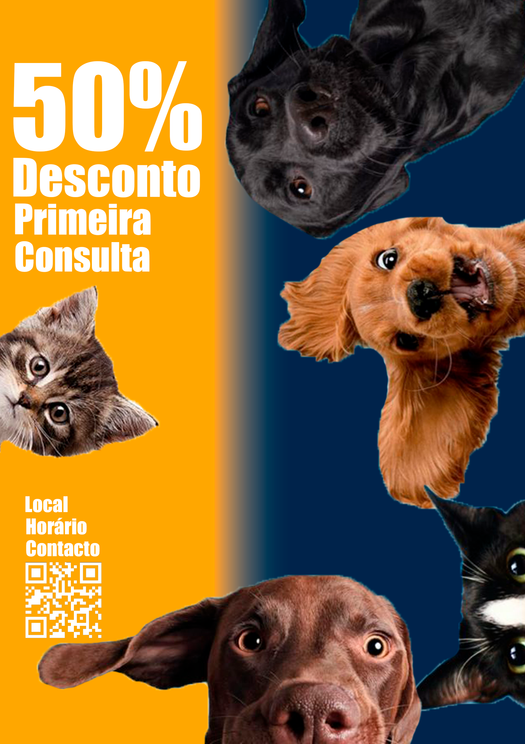 50%
Desconto
Primeira
Consulta
Local
Horário
Contacto